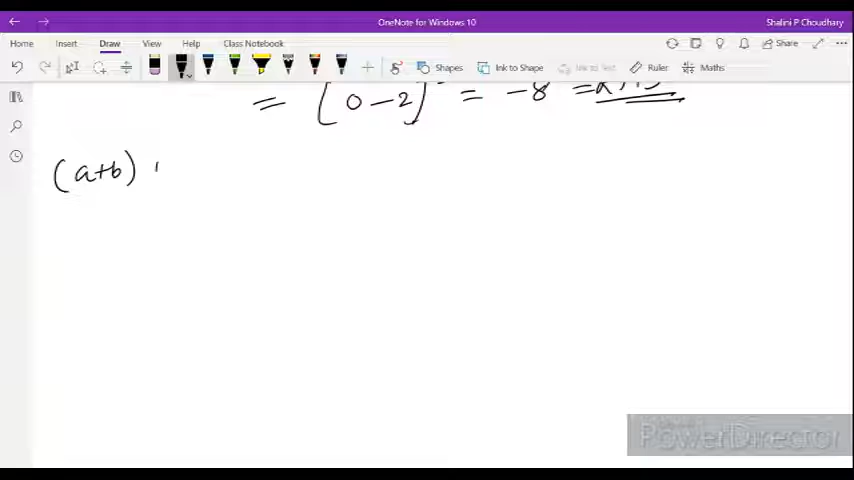 OneNote for Windows 10
Shalini P Choudhary
Home Insert Draw View Help Class Notebook Share
Shapes Ink to Shape Ink to Text Ruler Maths
= [0-2] = -8 =
(a+b)
PowerDirector